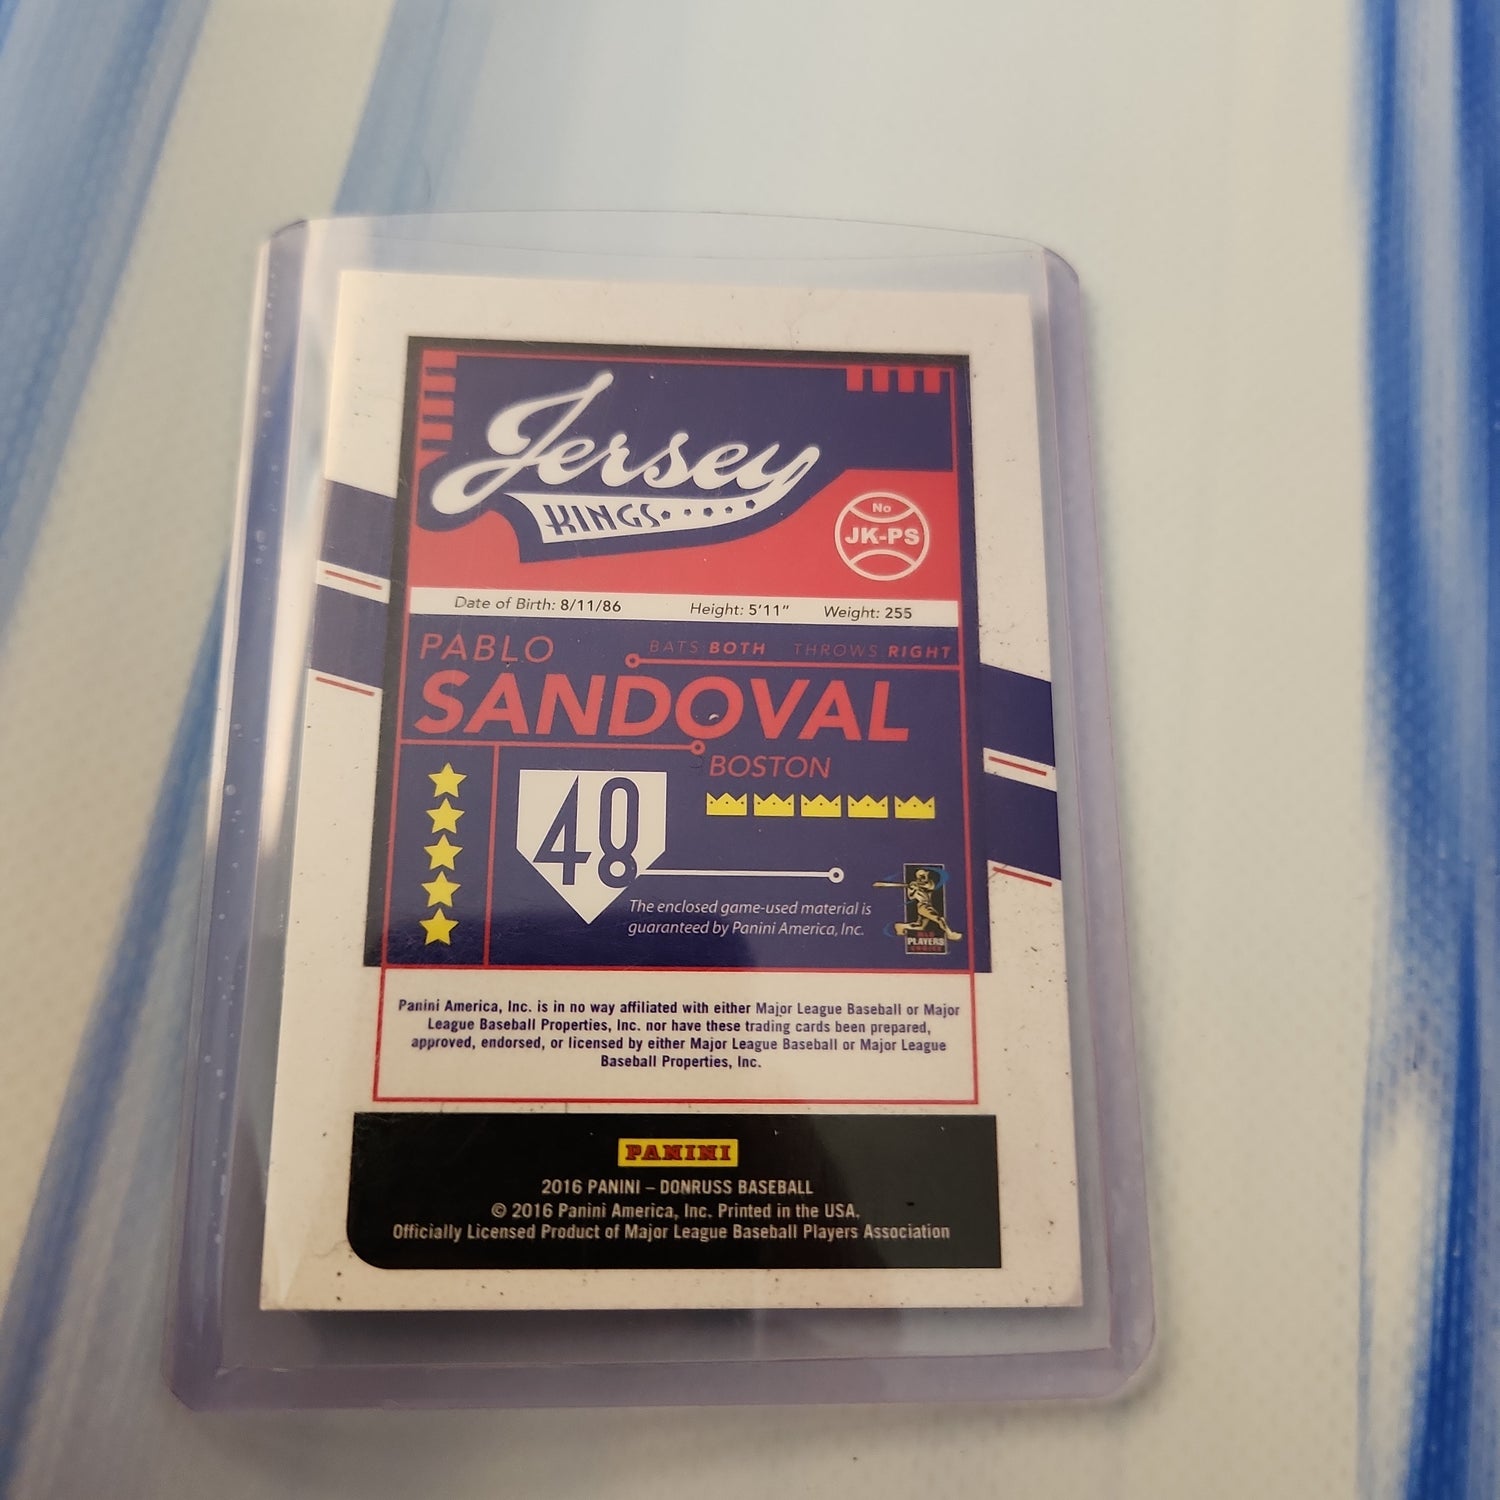 Jersey
KINGS
No
JK-PS
Date of Birth: 8/11/86 Height: 5'11" Weight: 255
PABLO BATS BOTH THROWS RIGHT
SANDOVAL
BOSTON
48
The enclosed game-used material is
guaranteed by Panini America, Inc.
PLAYERS
CHOICE
Panini America, Inc. is in no way affiliated with either Major League Baseball or Major
League Baseball Properties, Inc. nor have these trading cards been prepared,
approved, endorsed, or licensed by either Major League Baseball or Major League
Baseball Properties, Inc.
PANINI
2016 PANINI – DONRUSS BASEBALL
© 2016 Panini America, Inc. Printed in the USA.
Officially Licensed Product of Major League Baseball Players Association